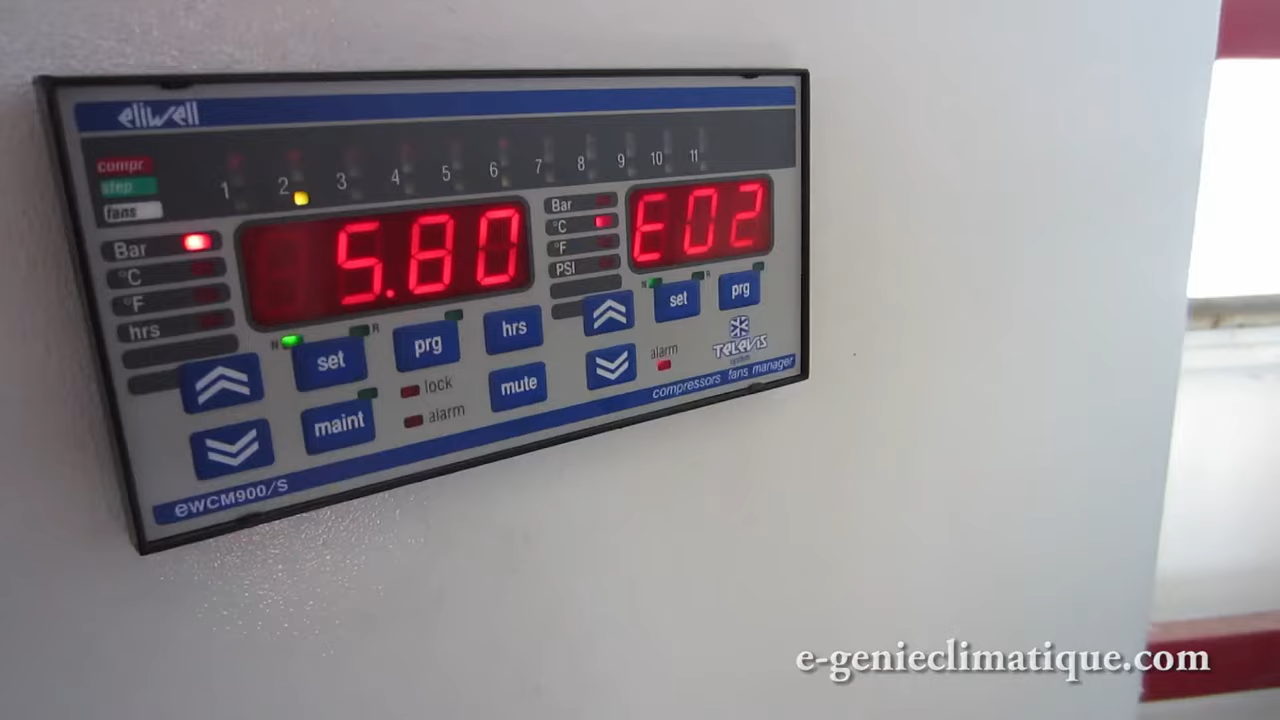 eliwell
compr
step
fans
1 2 3 4 5 6 7 8 9 10 11
Bar
°C
°F
hrs
5.80
Bar
°C
°F
PSI
E02
N
R
set
prg
hrs
maint
lock
alarm
mute
N
R
set
prg
alarm
TELEVIS
system
compressors fans manager
eWCM900/S
e-genieclimatique.com